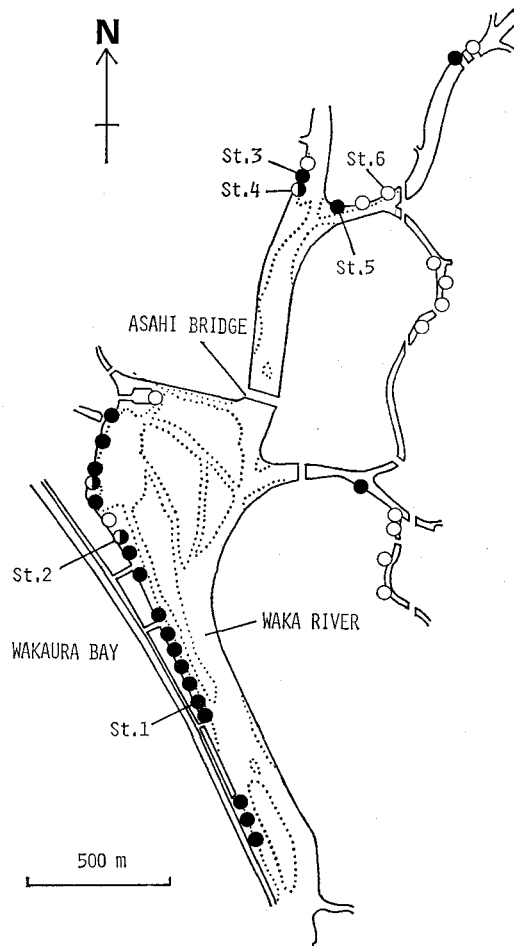 N
St.3
St.6
St.4
St.5
ASAHI BRIDGE
St.2
WAKA RIVER
WAKAURA BAY
St.1
500 m